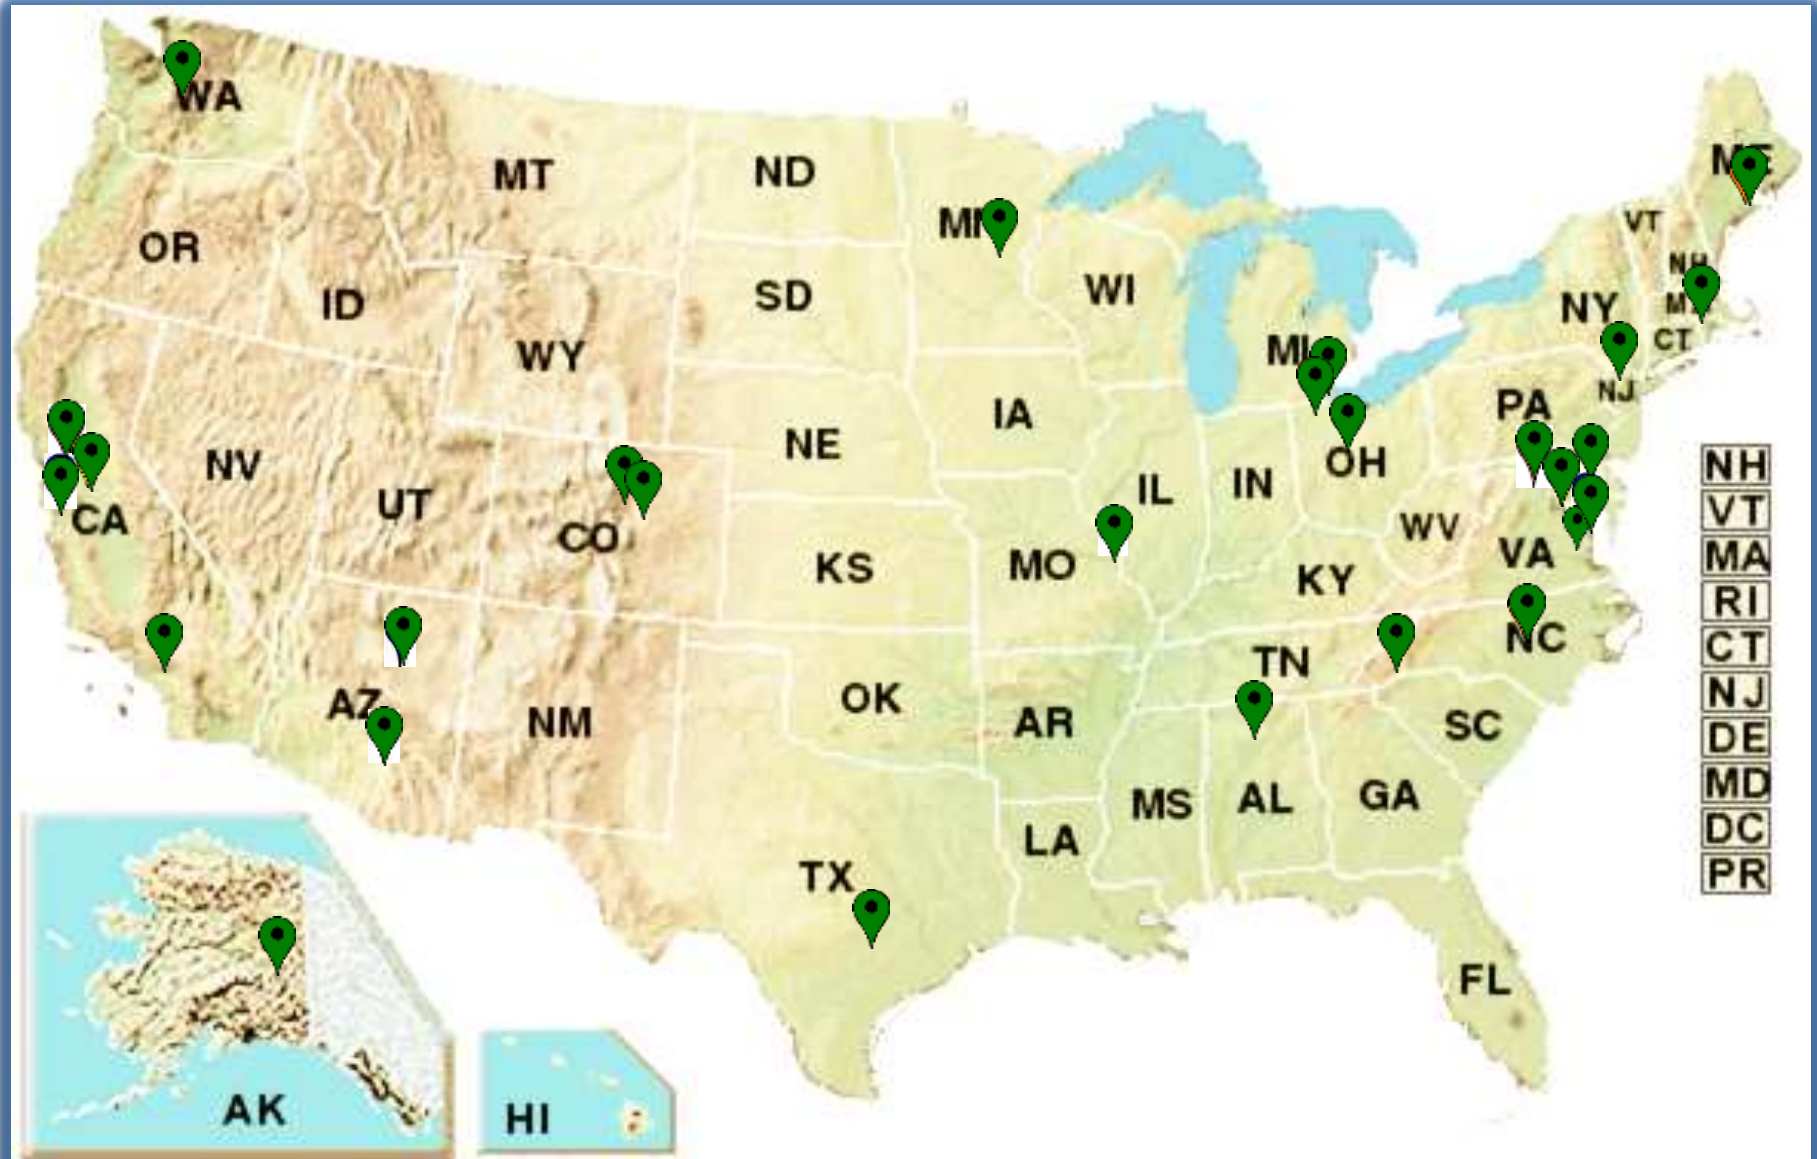 WA
MT
ND
ME
VT
OR
MN
NH
ID
SD
WI
NY
MA
CT
WY
MI
NJ
IA
PA
NE
NV
OH
IL
IN
UT
CA
CO
WV
KS
MO
VA
KY
NC
TN
AZ
OK
NM
AR
SC
MS
AL
GA
LA
TX
FL
AK
HI
NH
VT
MA
RI
CT
NJ
DE
MD
DC
PR